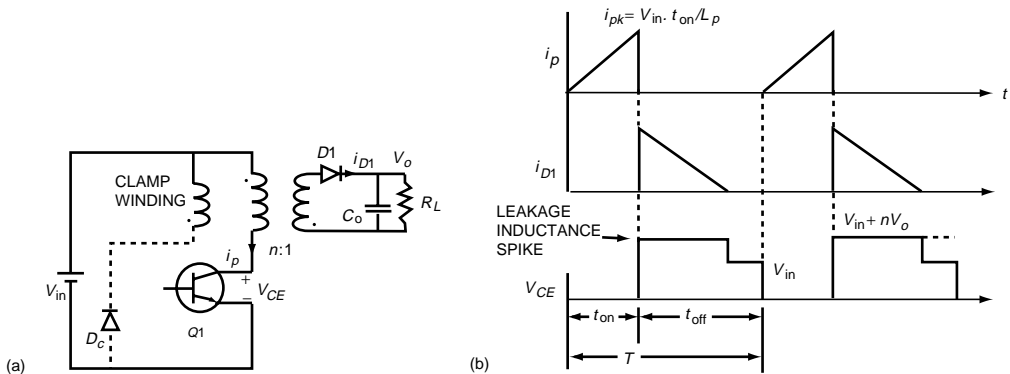 CLAMP
WINDING
D1
i_D1
V_o
C_o
R_L
n:1
i_p
+
V_CE
−
V_in
D_c
Q1
(a)
i_pk = V_in. t_on/L_p
i_p
t
i_D1
LEAKAGE
INDUCTANCE
SPIKE
V_in + nV_o
V_in
V_CE
t_on
t_off
T
(b)